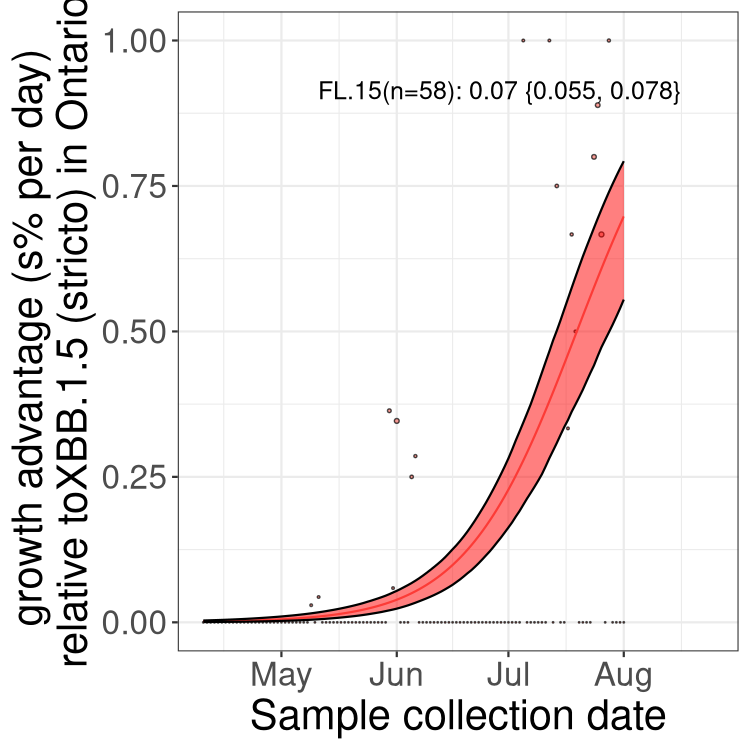 growth advantage (s% per day)
relative toXBB.1.5 (stricto) in Ontario
1.00
0.75
0.50
0.25
0.00
FL.15(n=58): 0.07 {0.055, 0.078}
May Jun Jul Aug
Sample collection date